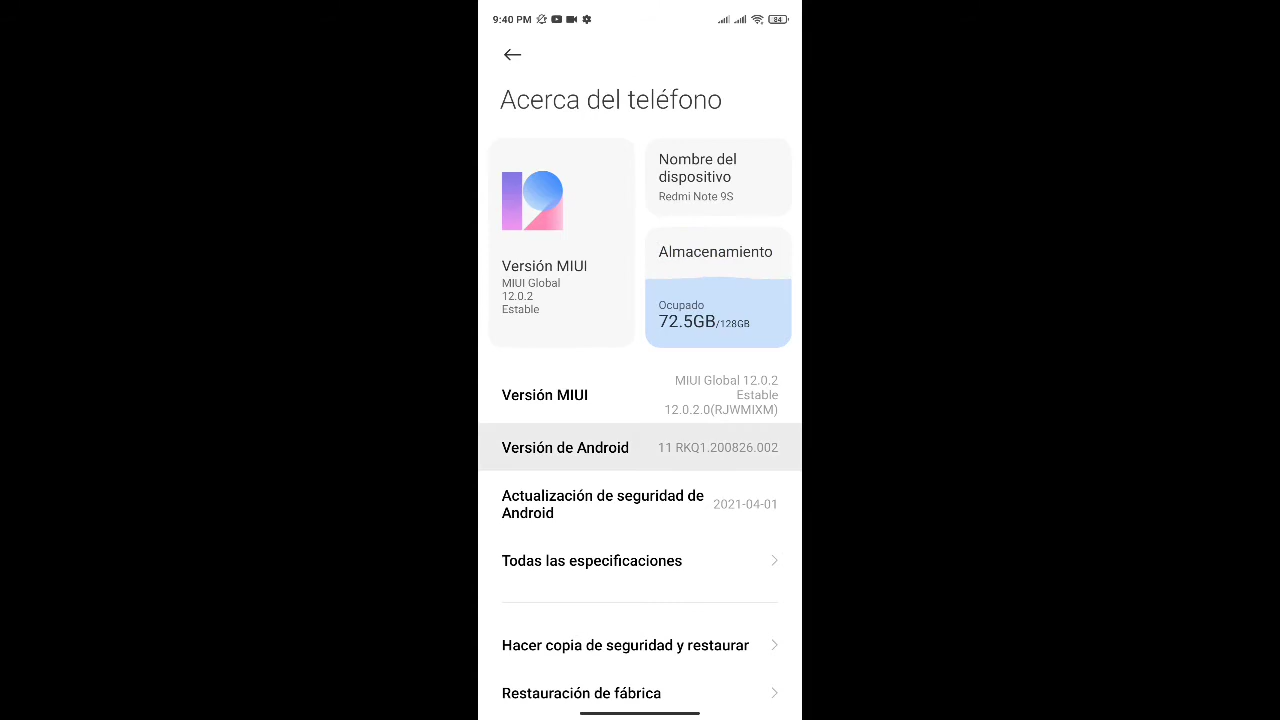 9:40 PM
84
Acerca del teléfono
Versión MIUI
MIUI Global
12.0.2
Estable
Nombre del
dispositivo
Redmi Note 9S
Almacenamiento
Ocupado
72.5GB/128GB
Versión MIUI
MIUI Global 12.0.2
Estable
12.0.2.0(RJWMIXM)
Versión de Android 11 RKQ1.200826.002
Actualización de seguridad de
Android
2021-04-01
Todas las especificaciones
Hacer copia de seguridad y restaurar
Restauración de fábrica